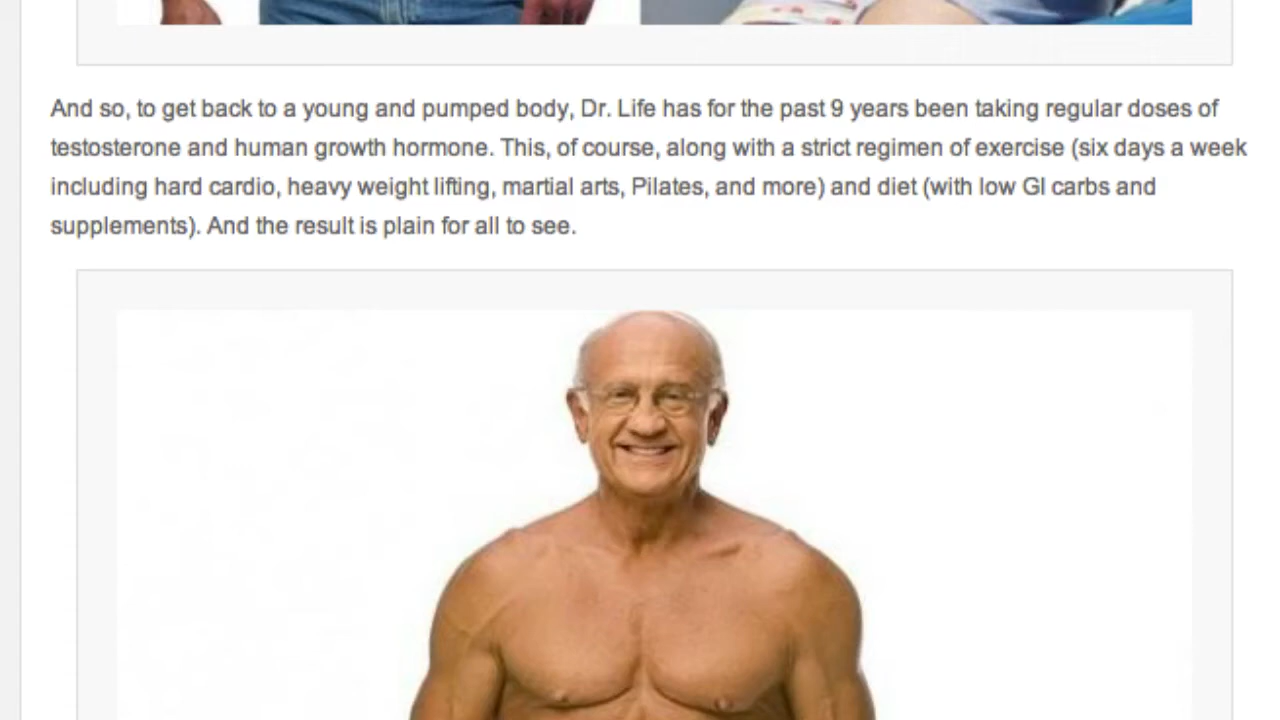 And so, to get back to a young and pumped body, Dr. Life has for the past 9 years been taking regular doses of
testosterone and human growth hormone. This, of course, along with a strict regimen of exercise (six days a week
including hard cardio, heavy weight lifting, martial arts, Pilates, and more) and diet (with low GI carbs and
supplements). And the result is plain for all to see.